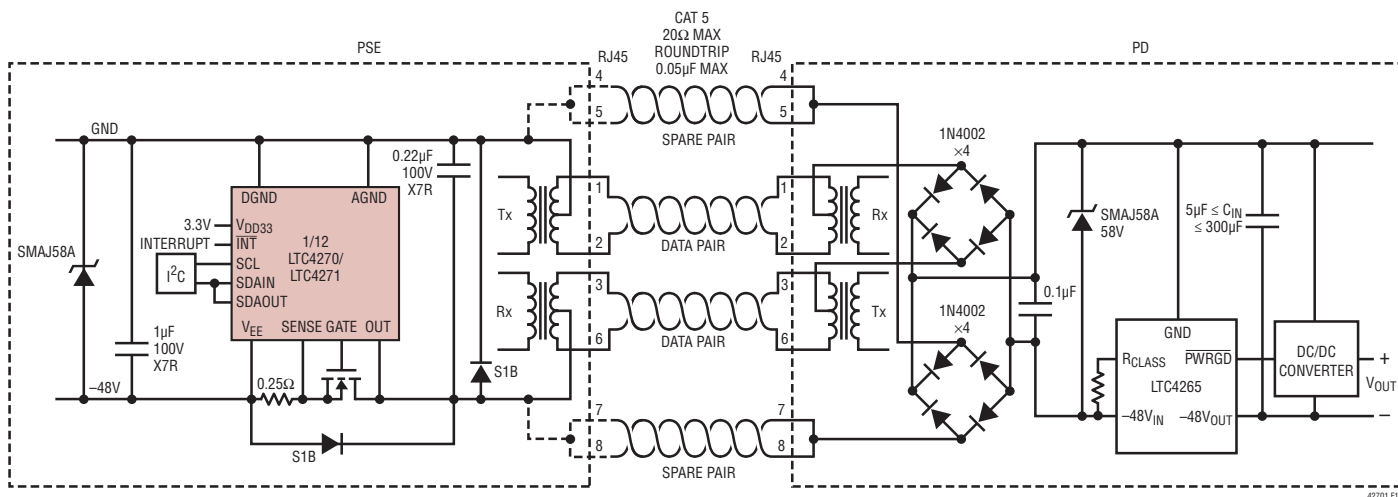 CAT 5
20Ω MAX
ROUNDTRIP
0.05µF MAX
PSE
RJ45
RJ45
PD
4
5
4
5
SPARE PAIR
GND
1N4002
×4
0.22µF
100V
X7R
DGND
AGND
1
2
1
2
Tx
Rx
DATA PAIR
SMAJ58A
3.3V
VDD33
INTERRUPT
INT
1/12
LTC4270/
LTC4271
I²C
SCL
SDAIN
SDAOUT
SMAJ58A
58V
5µF ≤ CIN
≤ 300µF
3
6
3
6
Rx
Tx
DATA PAIR
0.1µF
1µF
100V
X7R
VEE
SENSE
GATE
OUT
S1B
1N4002
×4
GND
RCLASS
PWRGD
LTC4265
–48VIN
–48VOUT
DC/DC
CONVERTER
+
VOUT
–
–48V
0.25Ω
S1B
7
8
7
8
SPARE PAIR